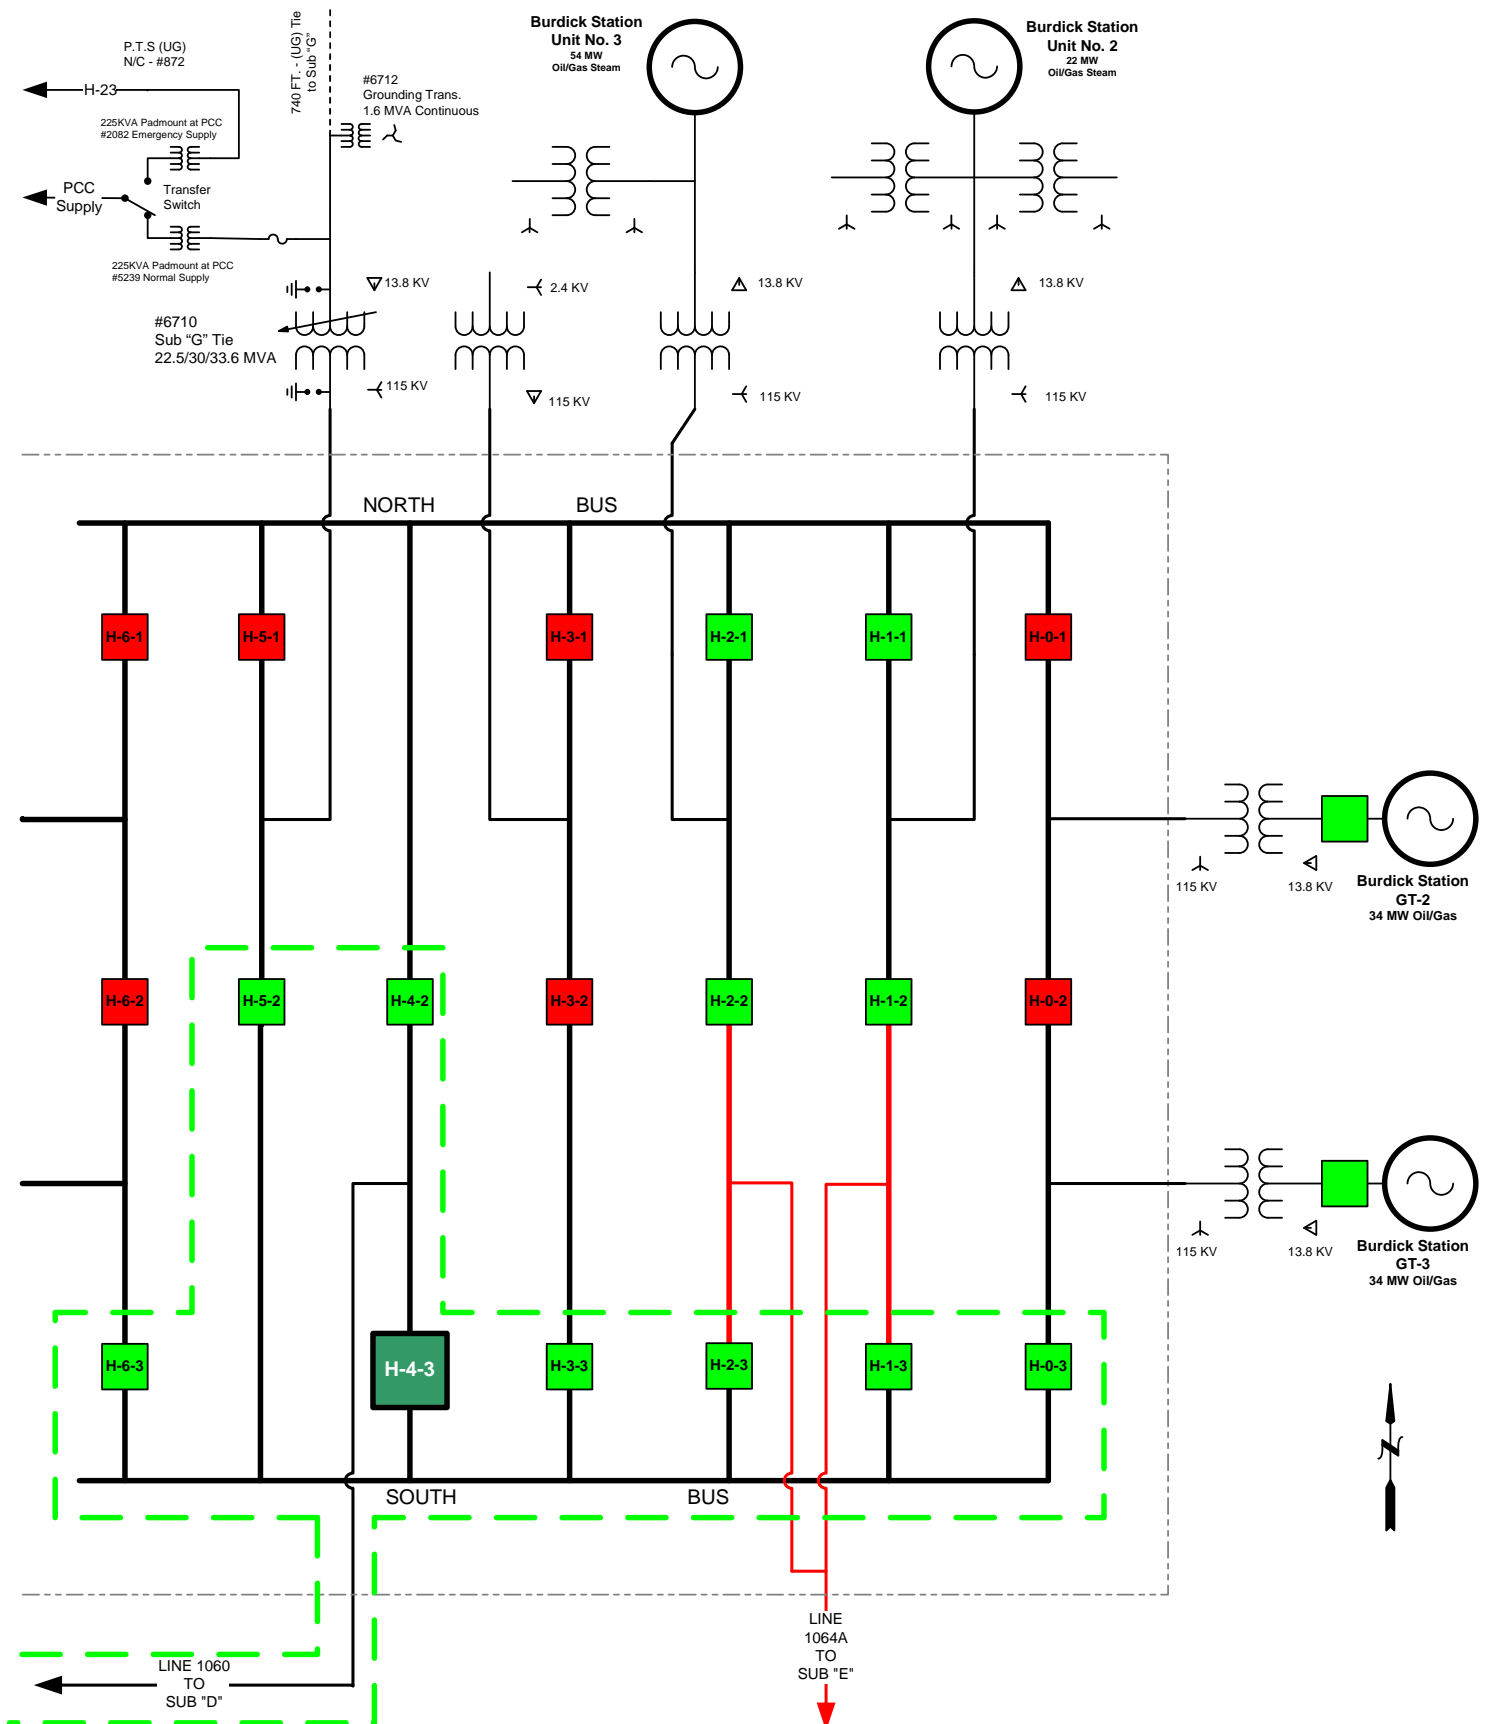 P.T.S (UG)
N/C - #872
H-23
225KVA Padmount at PCC
#2082 Emergency Supply
PCC
Supply
Transfer
Switch
225KVA Padmount at PCC
#5239 Normal Supply
740 FT. - (UG) Tie
to Sub "G"
#6712
Grounding Trans.
1.6 MVA Continuous
Burdick Station
Unit No. 3
54 MW
Oil/Gas Steam
Burdick Station
Unit No. 2
22 MW
Oil/Gas Steam
13.8 KV
2.4 KV
13.8 KV
13.8 KV
#6710
Sub “G” Tie
22.5/30/33.6 MVA
115 KV
115 KV
115 KV
115 KV
NORTH BUS
H-6-1
H-5-1
H-3-1
H-2-1
H-1-1
H-0-1
115 KV
13.8 KV
Burdick Station
GT-2
34 MW Oil/Gas
H-6-2
H-5-2
H-4-2
H-3-2
H-2-2
H-1-2
H-0-2
115 KV
13.8 KV
Burdick Station
GT-3
34 MW Oil/Gas
H-6-3
H-4-3
H-3-3
H-2-3
H-1-3
H-0-3
N
SOUTH BUS
LINE
1064A
TO
SUB "E"
LINE 1060
TO
SUB "D"